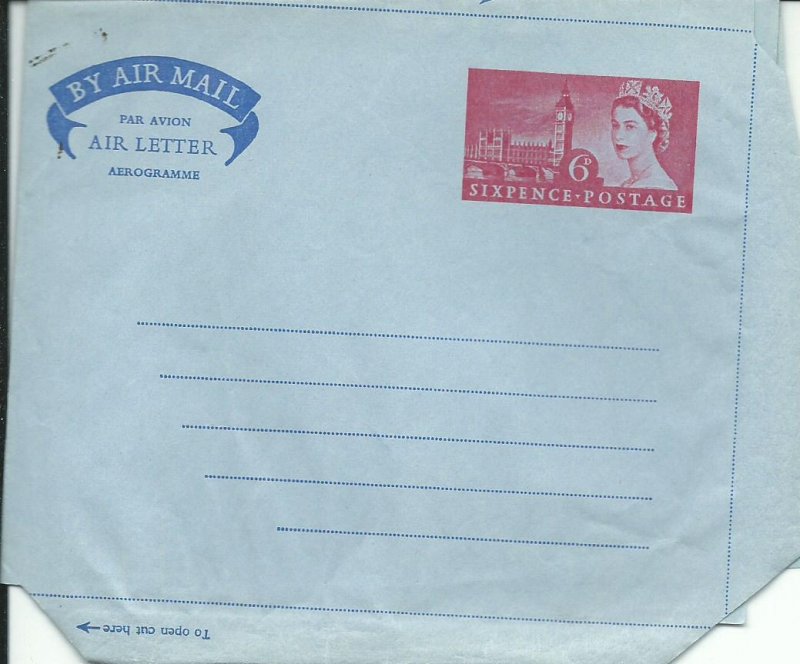 BY AIR MAIL
PAR AVION
AIR LETTER
AEROGRAMME
6D
SIXPENCE·POSTAGE
To open cut here